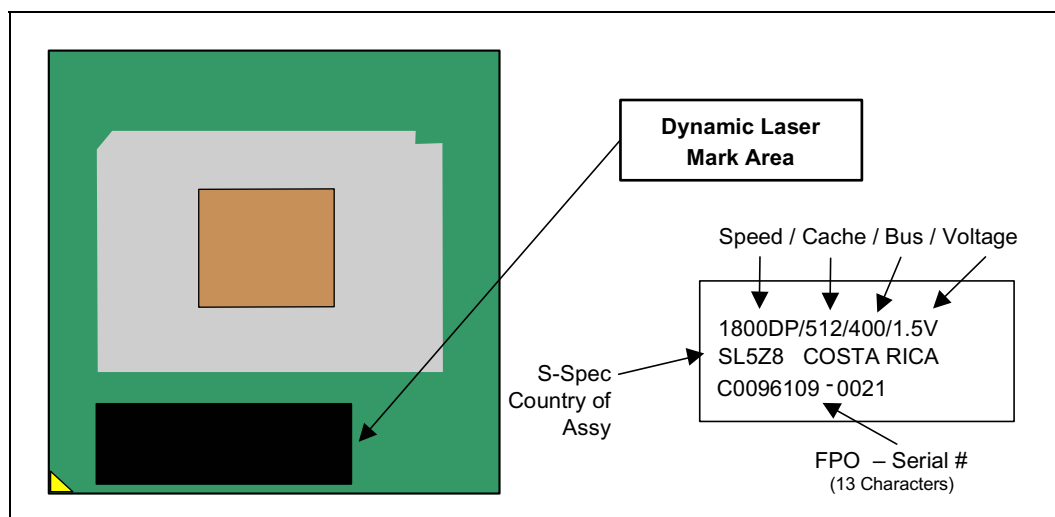 Dynamic Laser
Mark Area
Speed / Cache / Bus / Voltage
1800DP/512/400/1.5V
SL5Z8 COSTA RICA
C0096109 - 0021
S-Spec
Country of
Assy
FPO – Serial #
(13 Characters)